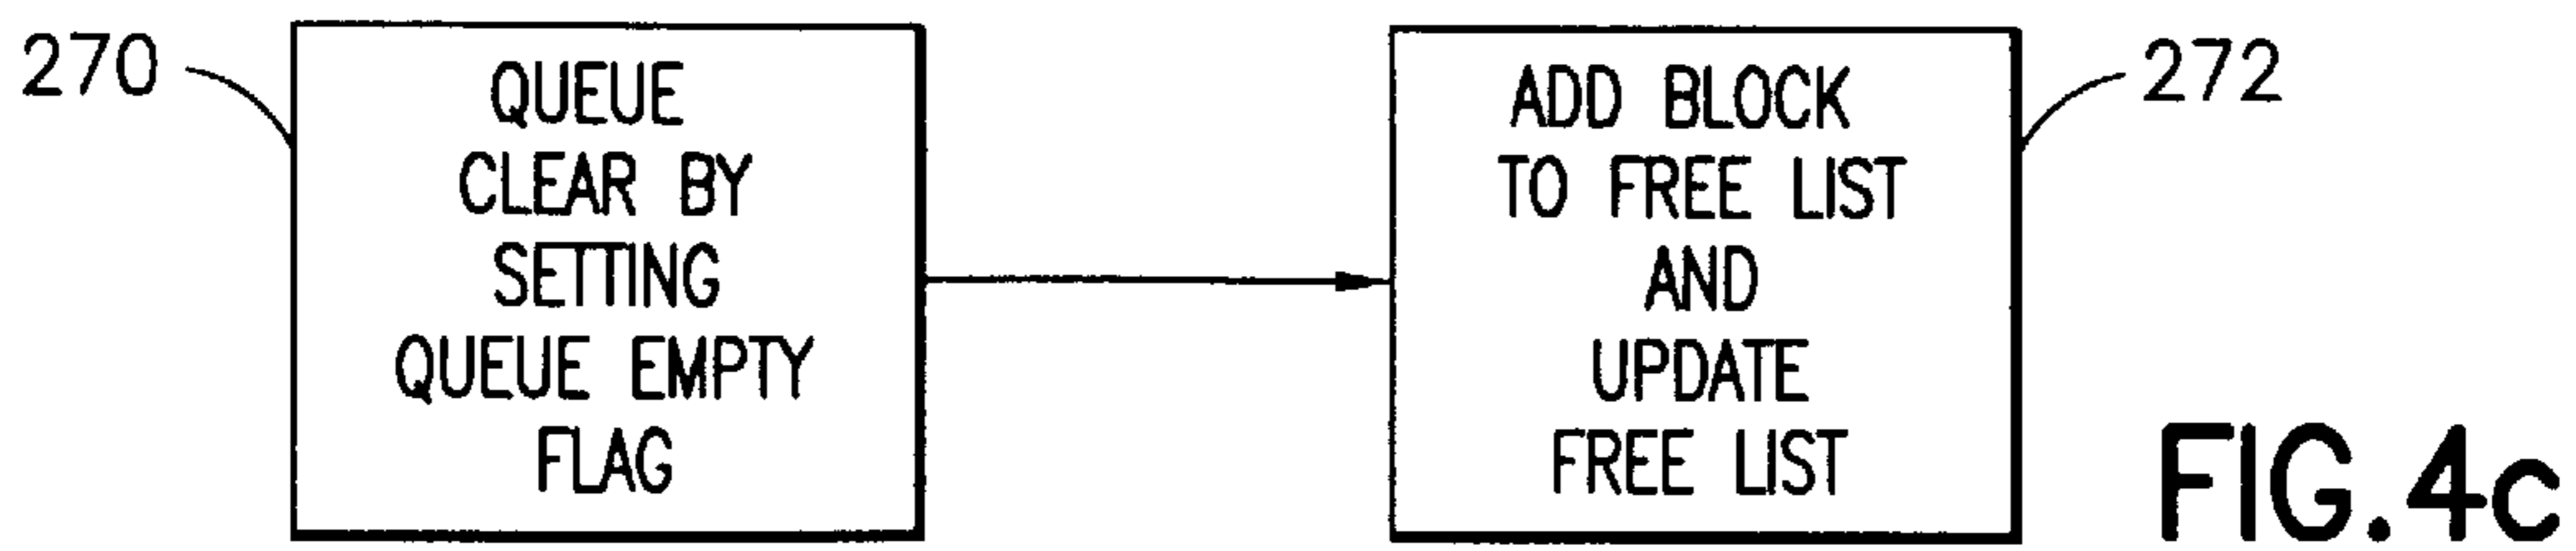 270
QUEUE
CLEAR BY
SETTING
QUEUE EMPTY
FLAG
ADD BLOCK
TO FREE LIST
AND
UPDATE
FREE LIST
272
FIG.4c